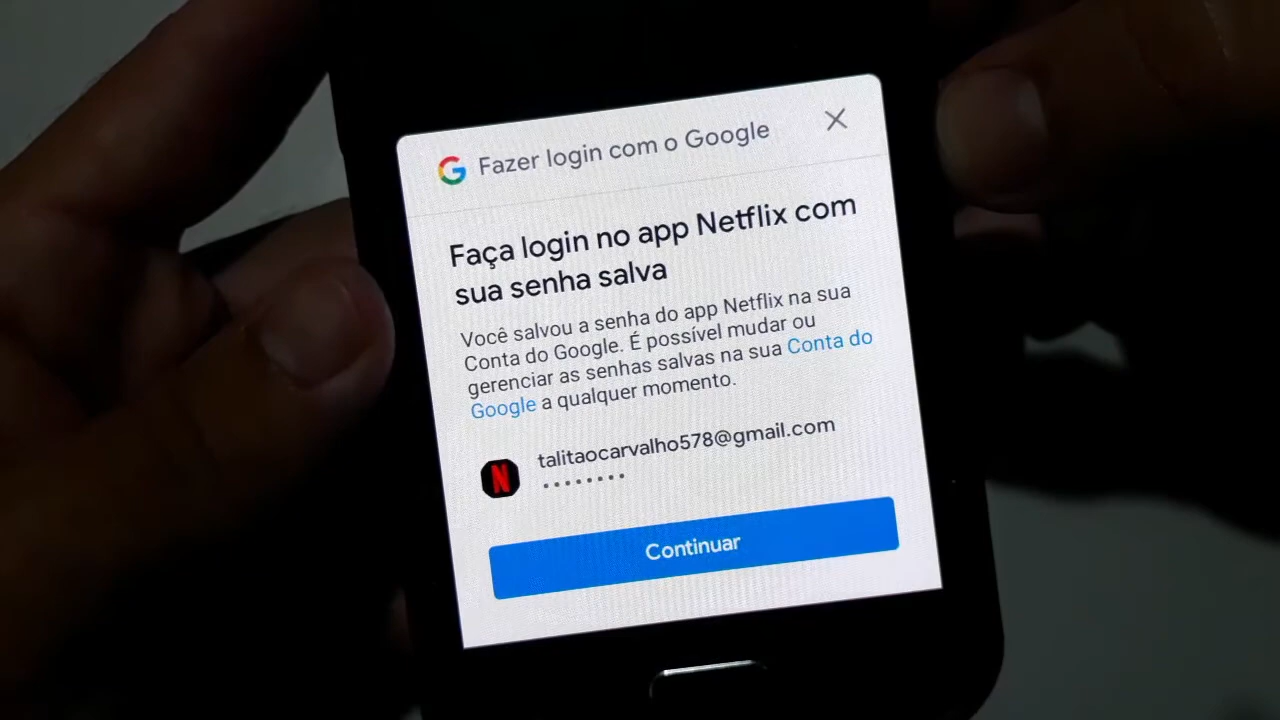 Fazer login com o Google
Faça login no app Netflix com
sua senha salva
Você salvou a senha do app Netflix na sua
Conta do Google. É possível mudar ou
gerenciar as senhas salvas na sua Conta do
Google a qualquer momento.
talitaocarvalho578@gmail.com
••••••••
Continuar